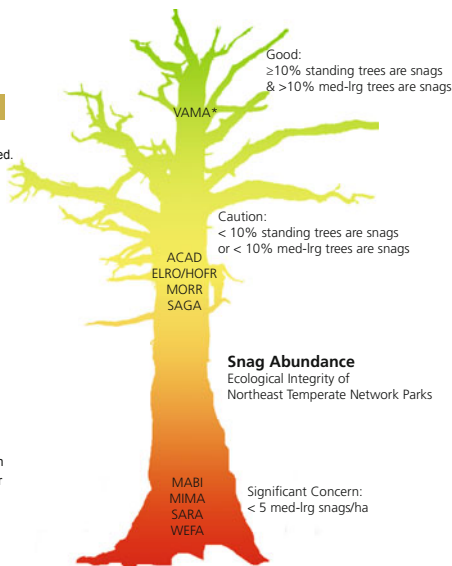 Good:
≥10% standing trees are snags
& >10% med-lrg trees are snags
VAMA*
ed.
Caution:
< 10% standing trees are snags
or < 10% med-lrg trees are snags
ACAD
ELRO/HOFR
MORR
SAGA
Snag Abundance
Ecological Integrity of
Northeast Temperate Network Parks
MABI
MIMA
SARA
WEFA
Significant Concern:
< 5 med-lrg snags/ha